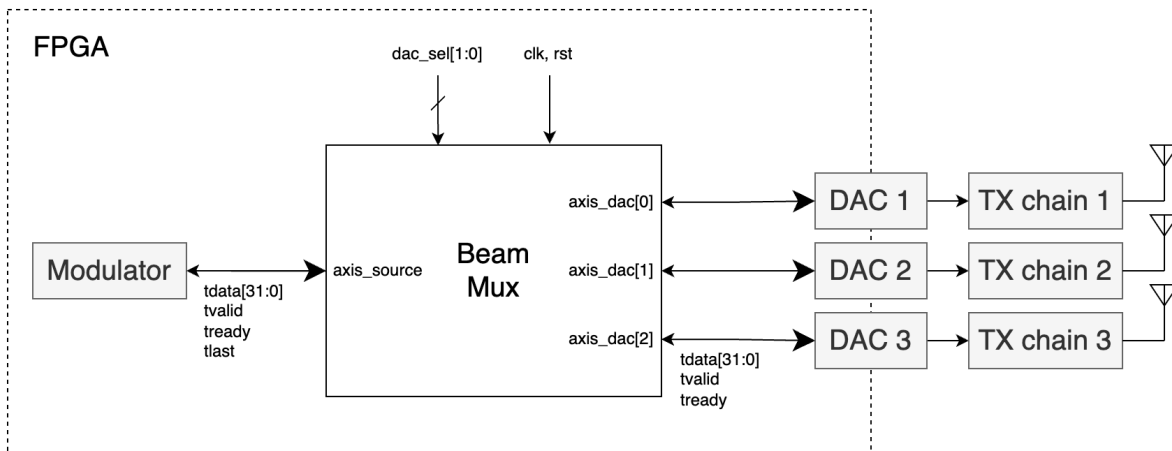 FPGA
dac_sel[1:0]
clk, rst
axis_dac[0]
DAC 1
TX chain 1
Modulator
axis_source
Beam
Mux
axis_dac[1]
DAC 2
TX chain 2
tdata[31:0]
tvalid
tready
tlast
axis_dac[2]
DAC 3
TX chain 3
tdata[31:0]
tvalid
tready